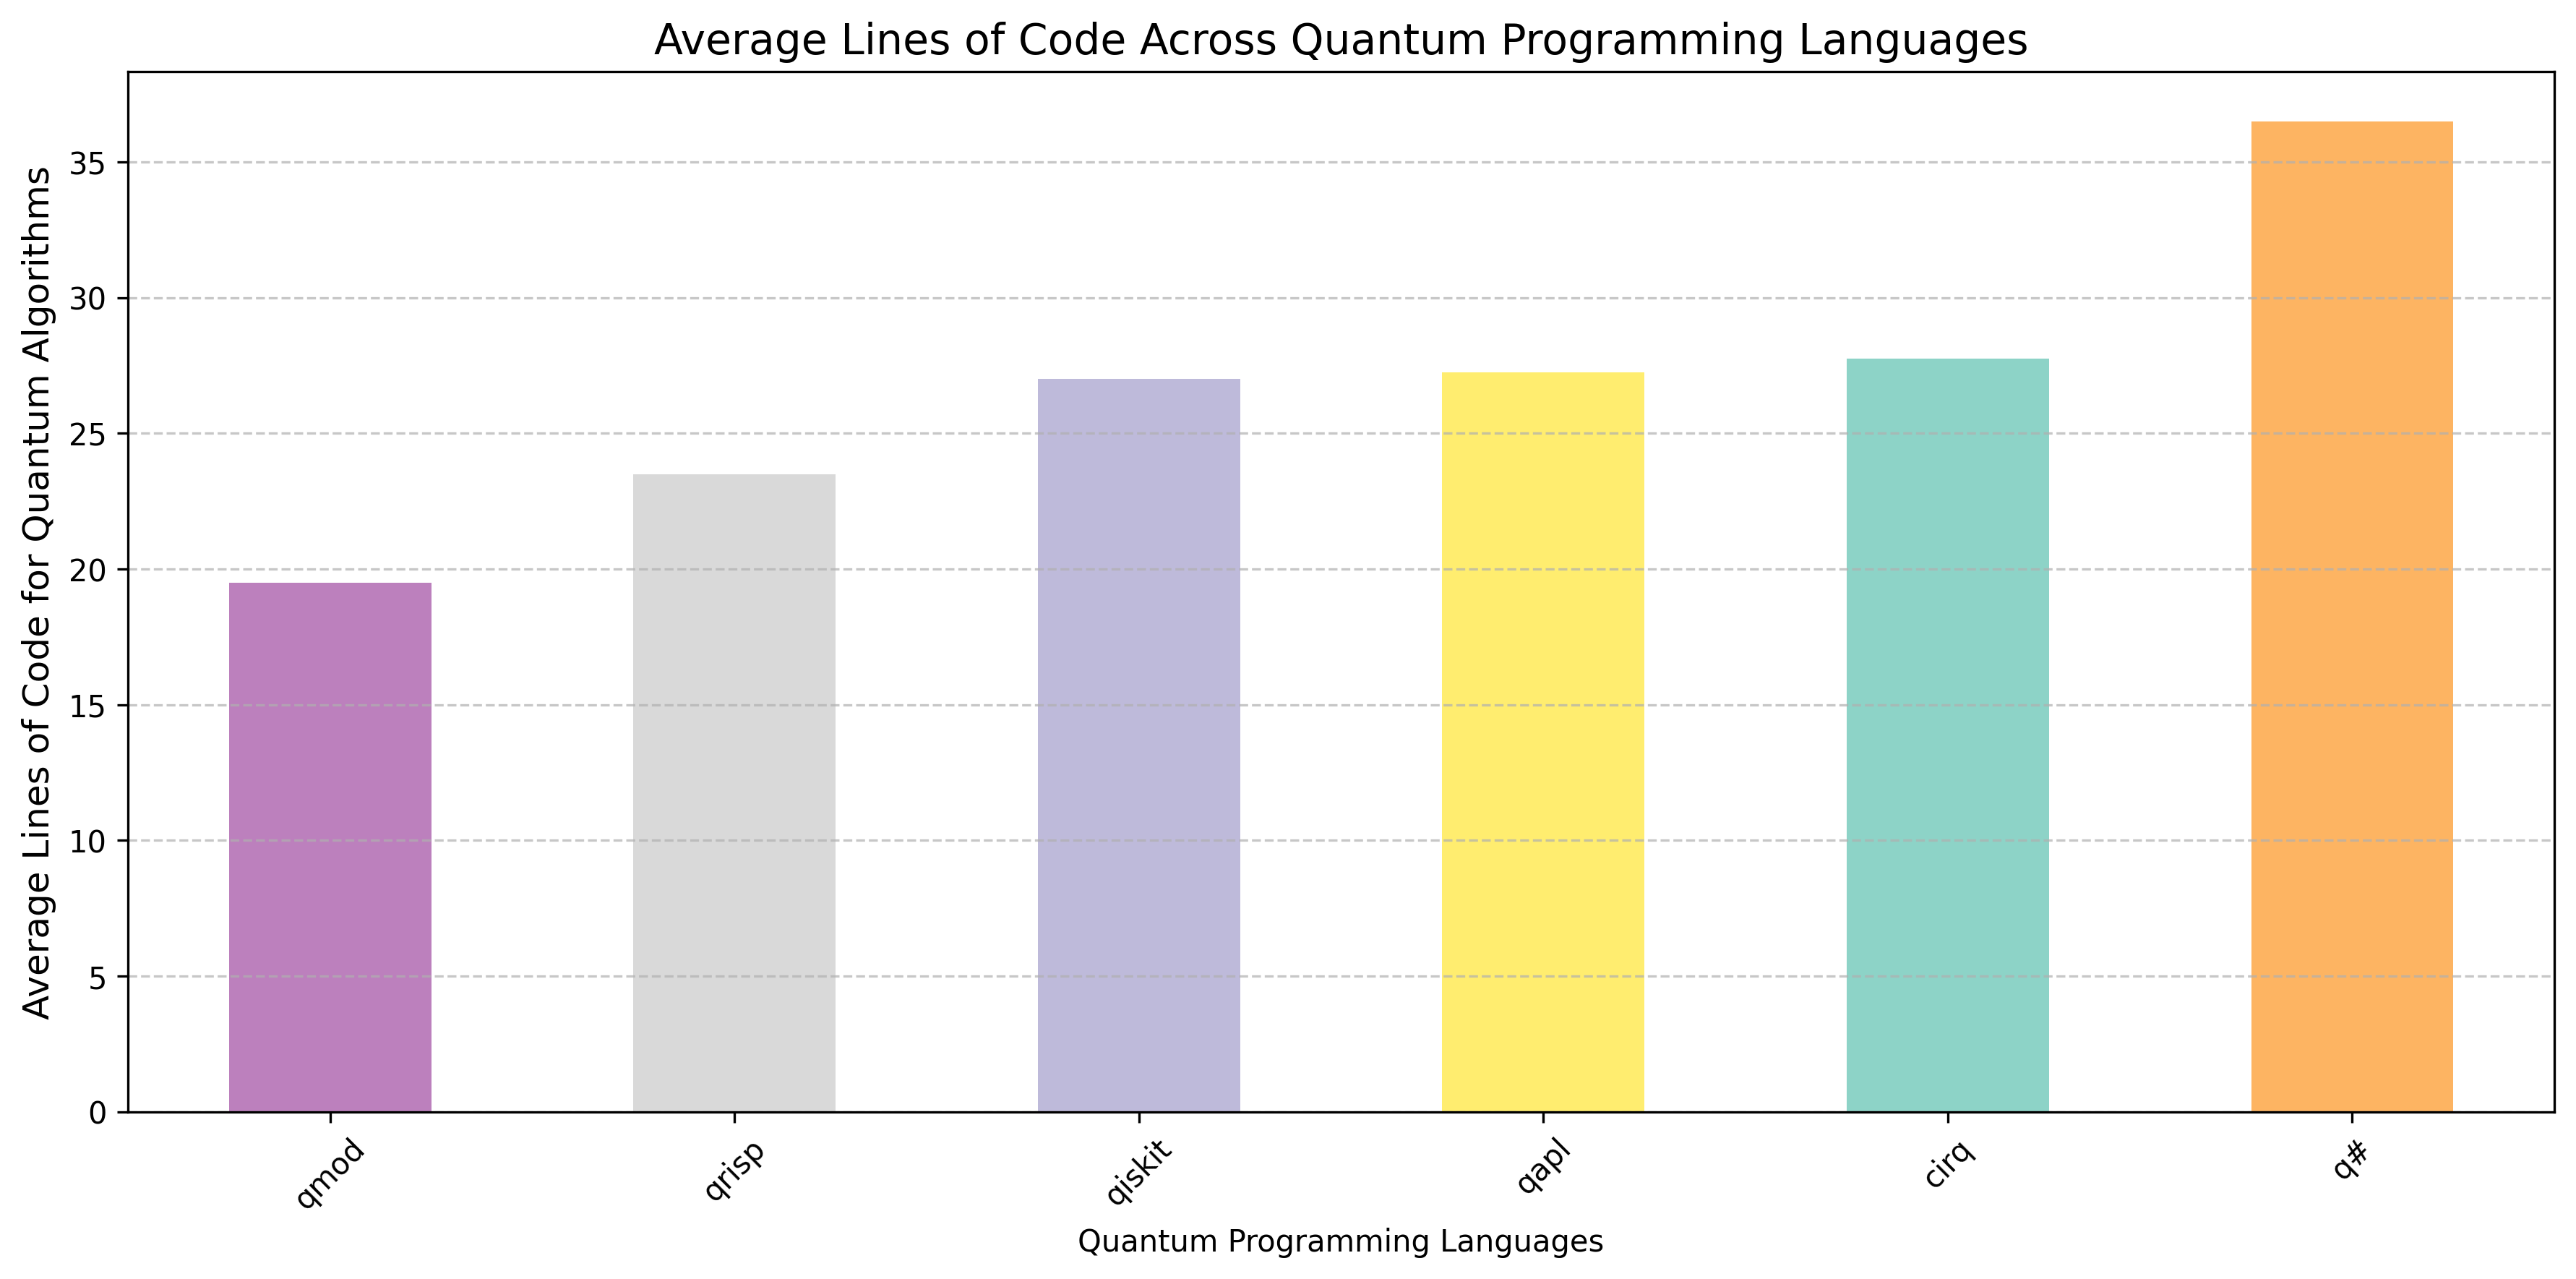 Average Lines of Code Across Quantum Programming Languages
Average Lines of Code for Quantum Algorithms
35
30
25
20
15
10
5
0
qmod
qrisp
qiskit
qapl
cirq
q#
Quantum Programming Languages